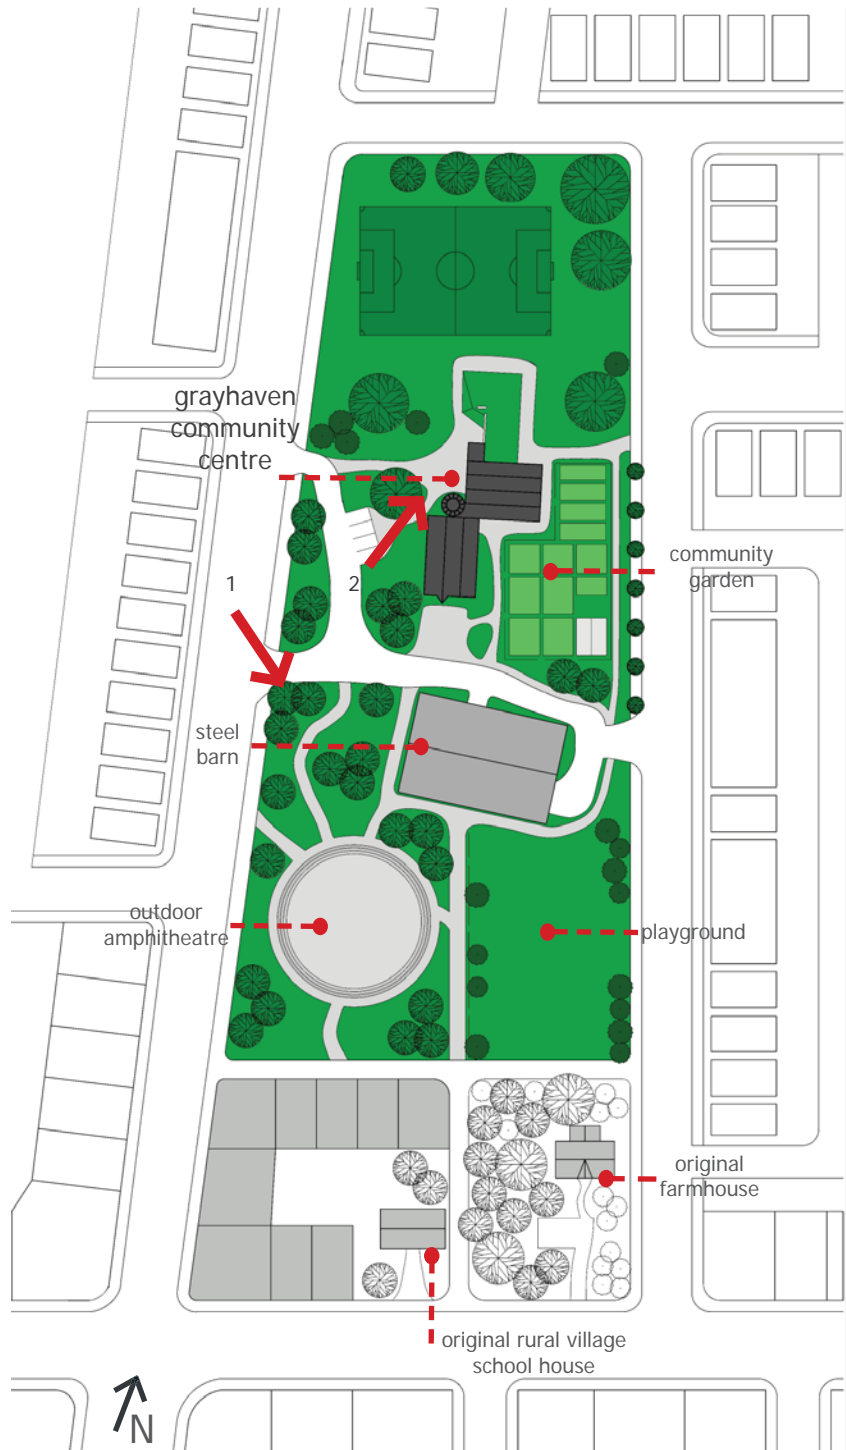 grayhaven
community
centre
community
garden
1
2
steel
barn
outdoor
amphitheatre
playground
original
farmhouse
original rural village
school house
N